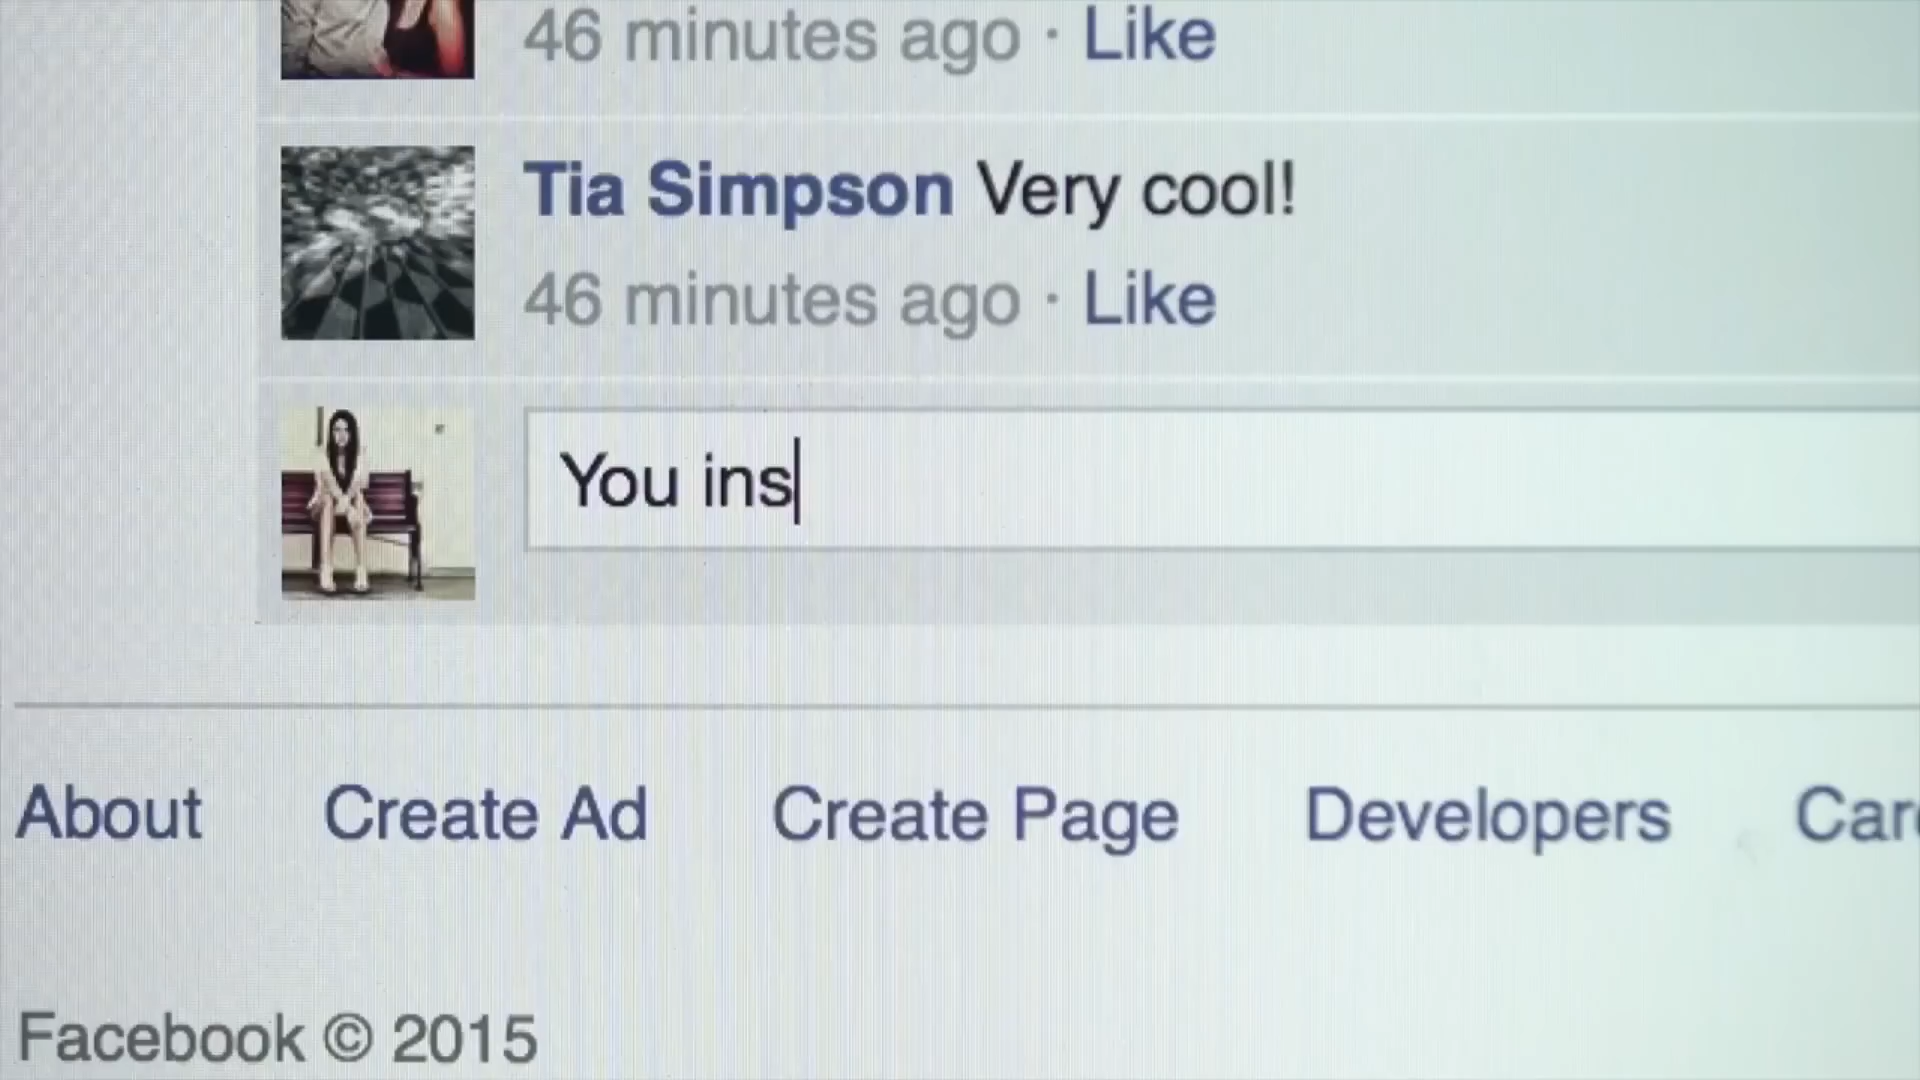 46 minutes ago · Like
Tia Simpson Very cool!
46 minutes ago · Like
You ins
About Create Ad Create Page Developers
Facebook © 2015